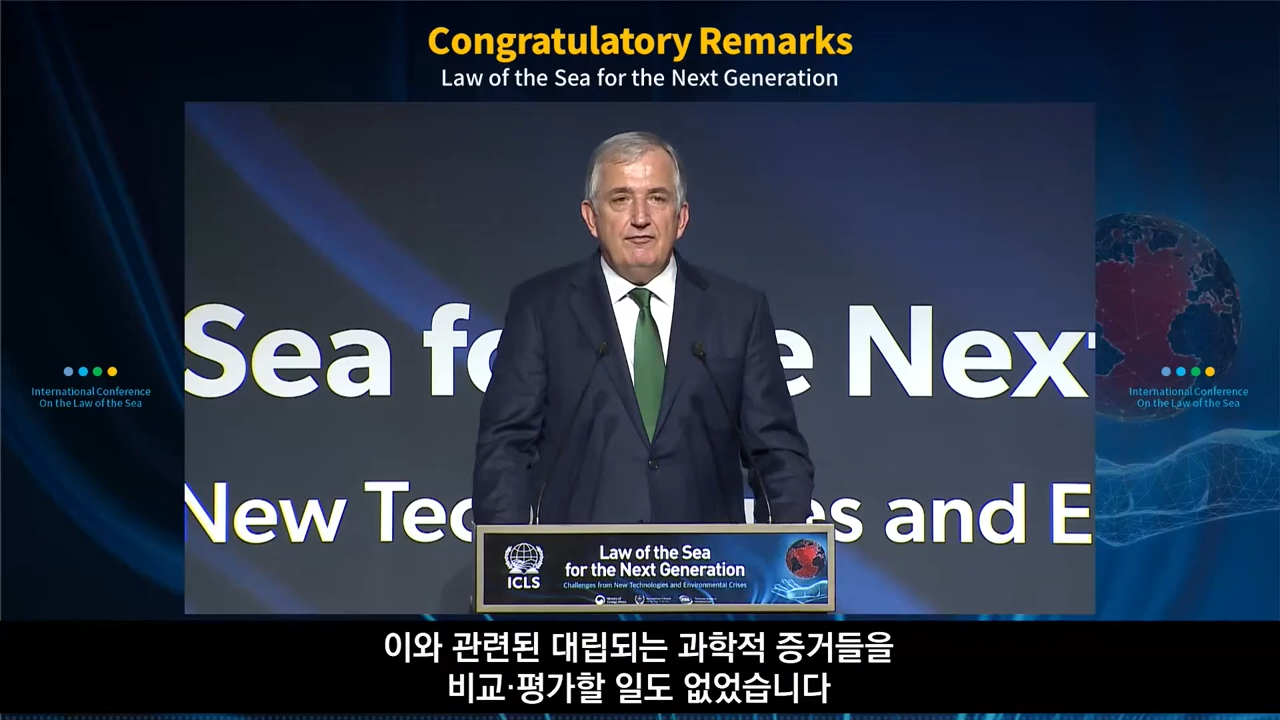 Congratulatory Remarks
Law of the Sea for the Next Generation
Sea fo e Next
New Tec es and E
International Conference
On the Law of the Sea
International Conference
On the Law of the Sea
ICLS
Law of the Sea
for the Next Generation
Challenges from New Technologies and Environmental Crises
이와 관련된 대립되는 과학적 증거들을
비교·평가할 일도 없었습니다